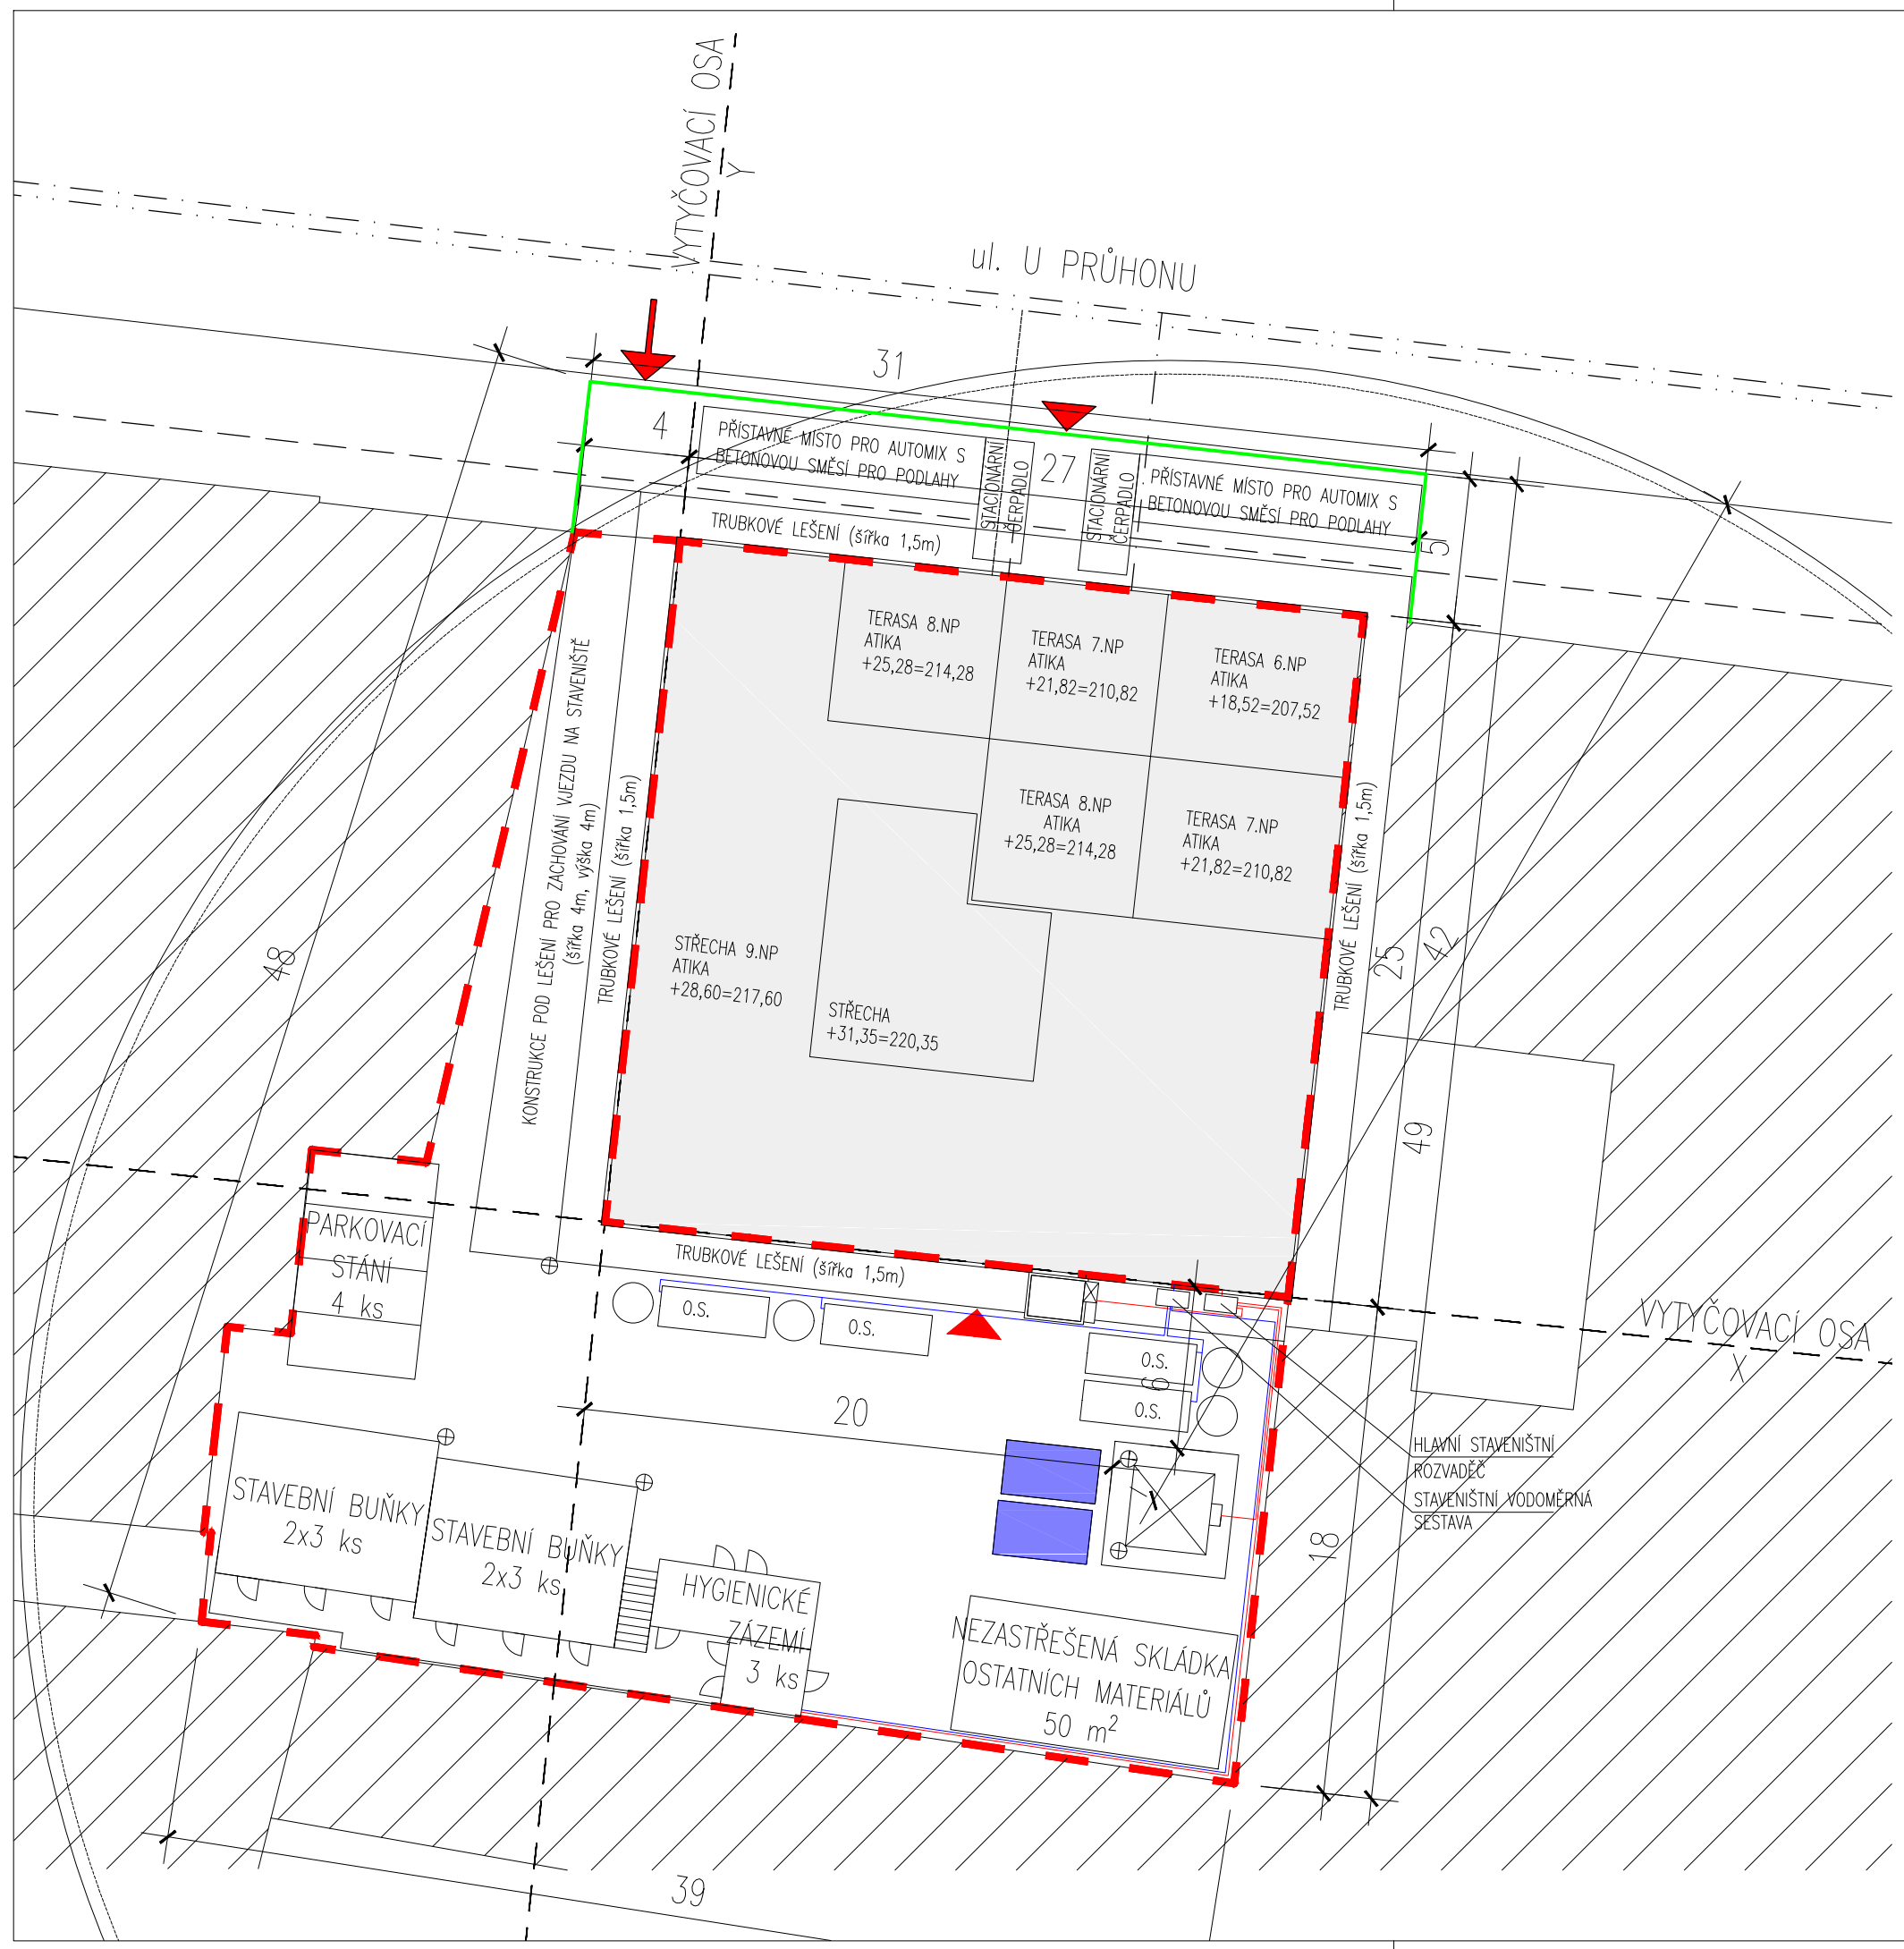 VYTYČOVACÍ OSA
Y
ul. U PRŮHONU
31
4
PŘÍSTAVNÉ MÍSTO PRO AUTOMIX S
BETONOVOU SMĚSÍ PRO PODLAHY
STACIONÁRNÍ
ČERPADLO
27
STACIONÁRNÍ
ČERPADLO
PŘÍSTAVNÉ MÍSTO PRO AUTOMIX S
BETONOVOU SMĚSÍ PRO PODLAHY
5
TRUBKOVÉ LEŠENÍ (šířka 1,5m)
TERASA 8.NP
ATIKA
+25,28=214,28
TERASA 7.NP
ATIKA
+21,82=210,82
TERASA 6.NP
ATIKA
+18,52=207,52
KONSTRUKCE POD LEŠENÍ PRO ZACHOVÁNÍ VJEZDU NA STAVENIŠTĚ
(šířka 4m, výška 4m)
TRUBKOVÉ LEŠENÍ (šířka 1,5m)
TERASA 8.NP
ATIKA
+25,28=214,28
TERASA 7.NP
ATIKA
+21,82=210,82
TRUBKOVÉ LEŠENÍ (šířka 1,5m)
48
STŘECHA 9.NP
ATIKA
+28,60=217,60
STŘECHA
+31,35=220,35
25
42
49
PARKOVACÍ
STÁNÍ
4 ks
TRUBKOVÉ LEŠENÍ (šířka 1,5m)
O.S.
O.S.
O.S.
6
O.S.
VYTYČOVACÍ OSA
X
20
HLAVNÍ STAVENIŠTNÍ
ROZVADĚČ
STAVENIŠTNÍ VODOMĚRNÁ
SESTAVA
STAVEBNÍ BUŇKY
2x3 ks
STAVEBNÍ BUŇKY
2x3 ks
HYGIENICKÉ
ZÁZEMÍ
3 ks
18
NEZASTŘEŠENÁ SKLÁDKA
OSTATNÍCH MATERIÁLŮ
50 m²
39